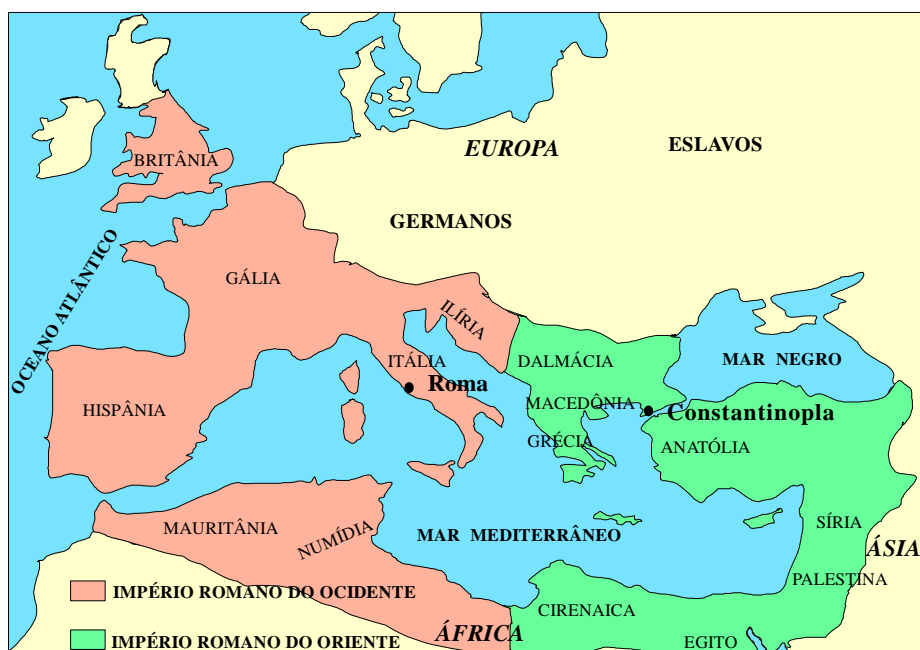 EUROPA
ESLAVOS
BRITÂNIA
GERMANOS
OCEANO ATLÂNTICO
GÁLIA
ILÍRIA
ITÁLIA
DALMÁCIA
MAR NEGRO
Roma
HISPÂNIA
MACEDÔNIA
Constantinopla
GRÉCIA
ANATÓLIA
MAURITÂNIA
NUMÍDIA
MAR MEDITERRÂNEO
SÍRIA
ÁSIA
PALESTINA
IMPÉRIO ROMANO DO OCIDENTE
CIRENAICA
ÁFRICA
IMPÉRIO ROMANO DO ORIENTE
EGITO